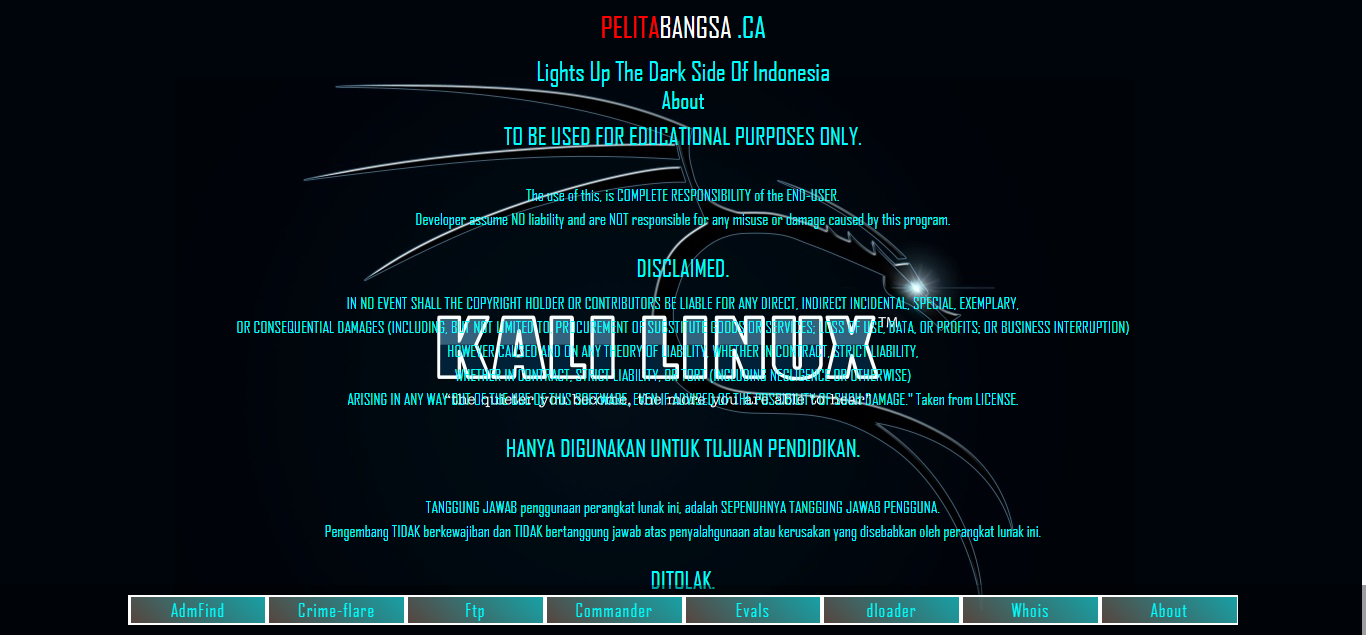 PELITABANGSA .CA
Lights Up The Dark Side Of Indonesia
About
TO BE USED FOR EDUCATIONAL PURPOSES ONLY.
The use of this, is COMPLETE RESPONSIBILITY of the END-USER.
Developer assume NO liability and are NOT responsible for any misuse or damage caused by this program.
DISCLAIMED.
IN NO EVENT SHALL THE COPYRIGHT HOLDER OR CONTRIBUTORS BE LIABLE FOR ANY DIRECT, INDIRECT INCIDENTAL, SPECIAL, EXEMPLARY,
OR CONSEQUENTIAL DAMAGES (INCLUDING, BUT NOT LIMITED TO, PROCUREMENT OF SUBSTITUTE GOODS OR SERVICES; LOSS OF USE, DATA, OR PROFITS; OR BUSINESS INTERRUPTION)
KALI LINUX™
HOWEVER CAUSED AND ON ANY THEORY OF LIABILITY, WHETHER IN CONTRACT, STRICT LIABILITY,
WHETHER IN CONTRACT, STRICT LIABILITY, OR TORT (INCLUDING NEGLIGENCE OR OTHERWISE)
ARISING IN ANY WAY OUT OF THE USE OF THIS SOFTWARE, EVEN IF ADVISED OF THE POSSIBILITY OF SUCH DAMAGE." Taken from LICENSE.
"the quieter you become, the more you are able to hear"
HANYA DIGUNAKAN UNTUK TUJUAN PENDIDIKAN.
TANGGUNG JAWAB penggunaan perangkat lunak ini, adalah SEPENUHNYA TANGGUNG JAWAB PENGGUNA.
Pengembang TIDAK berkewajiban dan TIDAK bertanggung jawab atas penyalahgunaan atau kerusakan yang disebabkan oleh perangkat lunak ini.
DITOLAK.
AdmFind
Crime-flare
Ftp
Commander
Evals
dloader
Whois
About